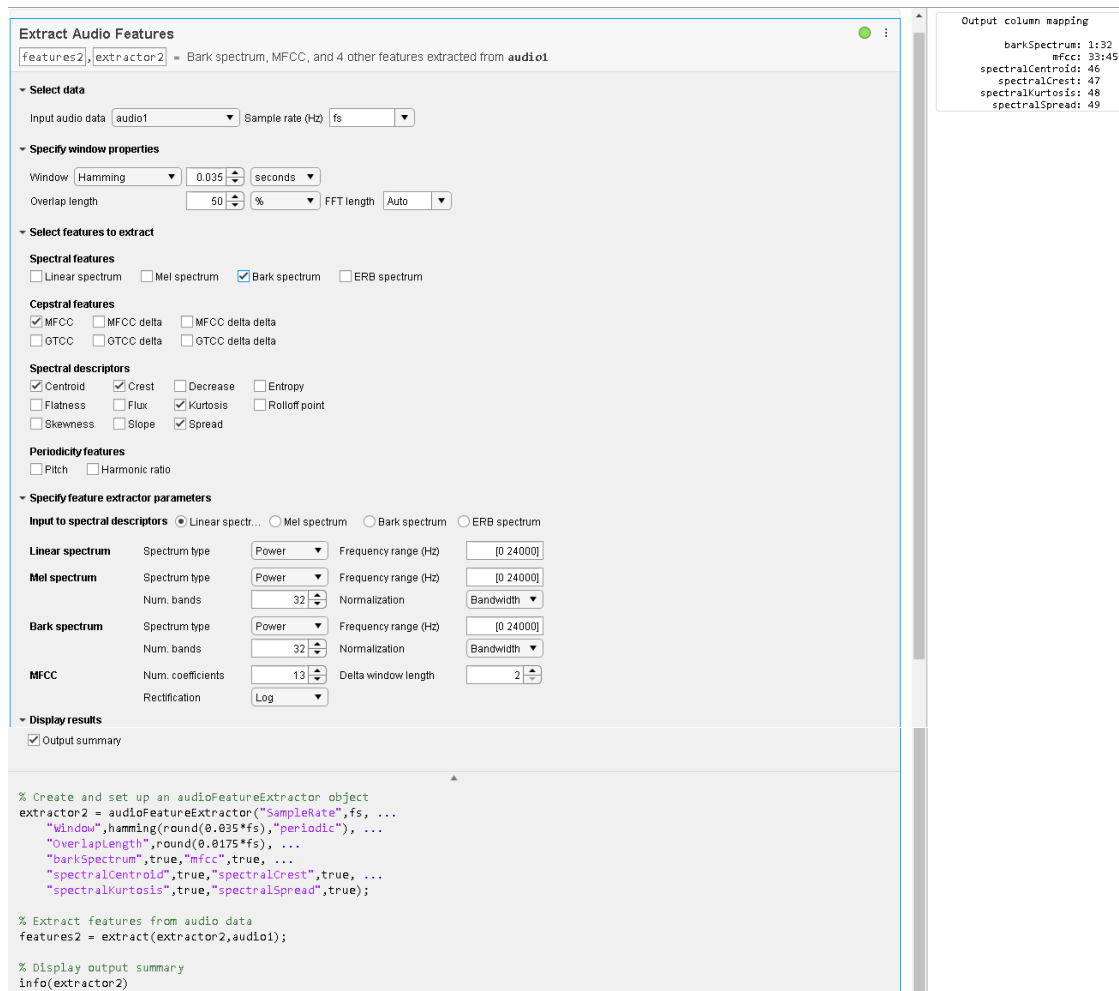 Extract Audio Features
features2, extractor2 = Bark spectrum, MFCC, and 4 other features extracted from audio1
Select data
Input audio data audio1 Sample rate (Hz) fs
Specify window properties
Window Hamming 0.035 seconds
Overlap length 50 % FFT length Auto
Select features to extract
Spectral features
Linear spectrum Mel spectrum Bark spectrum ERB spectrum
Cepstral features
MFCC MFCC delta MFCC delta delta
GTCC GTCC delta GTCC delta delta
Spectral descriptors
Centroid Crest Decrease Entropy
Flatness Flux Kurtosis Rolloff point
Skewness Slope Spread
Periodicity features
Pitch Harmonic ratio
Specify feature extractor parameters
Input to spectral descriptors Linear spectr... Mel spectrum Bark spectrum ERB spectrum
Linear spectrum Spectrum type Power Frequency range (Hz) [0 24000]
Mel spectrum Spectrum type Power Frequency range (Hz) [0 24000]
Num. bands 32 Normalization Bandwidth
Bark spectrum Spectrum type Power Frequency range (Hz) [0 24000]
Num. bands 32 Normalization Bandwidth
MFCC Num. coefficients 13 Delta window length 2
Rectification Log
Display results
Output summary
% Create and set up an audioFeatureExtractor object
extractor2 = audioFeatureExtractor("SampleRate",fs, ...
"Window",hamming(round(0.035*fs),"periodic"), ...
"OverlapLength",round(0.0175*fs), ...
"barkSpectrum",true,"mfcc",true, ...
"spectralCentroid",true,"spectralCrest",true, ...
"spectralKurtosis",true,"spectralSpread",true);
% Extract features from audio data
features2 = extract(extractor2,audio1);
% Display output summary
info(extractor2)
Output column mapping
barkSpectrum: 1:32
mfcc: 33:45
spectralCentroid: 46
spectralCrest: 47
spectralKurtosis: 48
spectralSpread: 49